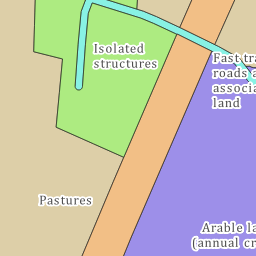 Isolated
structures
Fast tra
roads a
associa
land
Pastures
Arable la
(annual cr